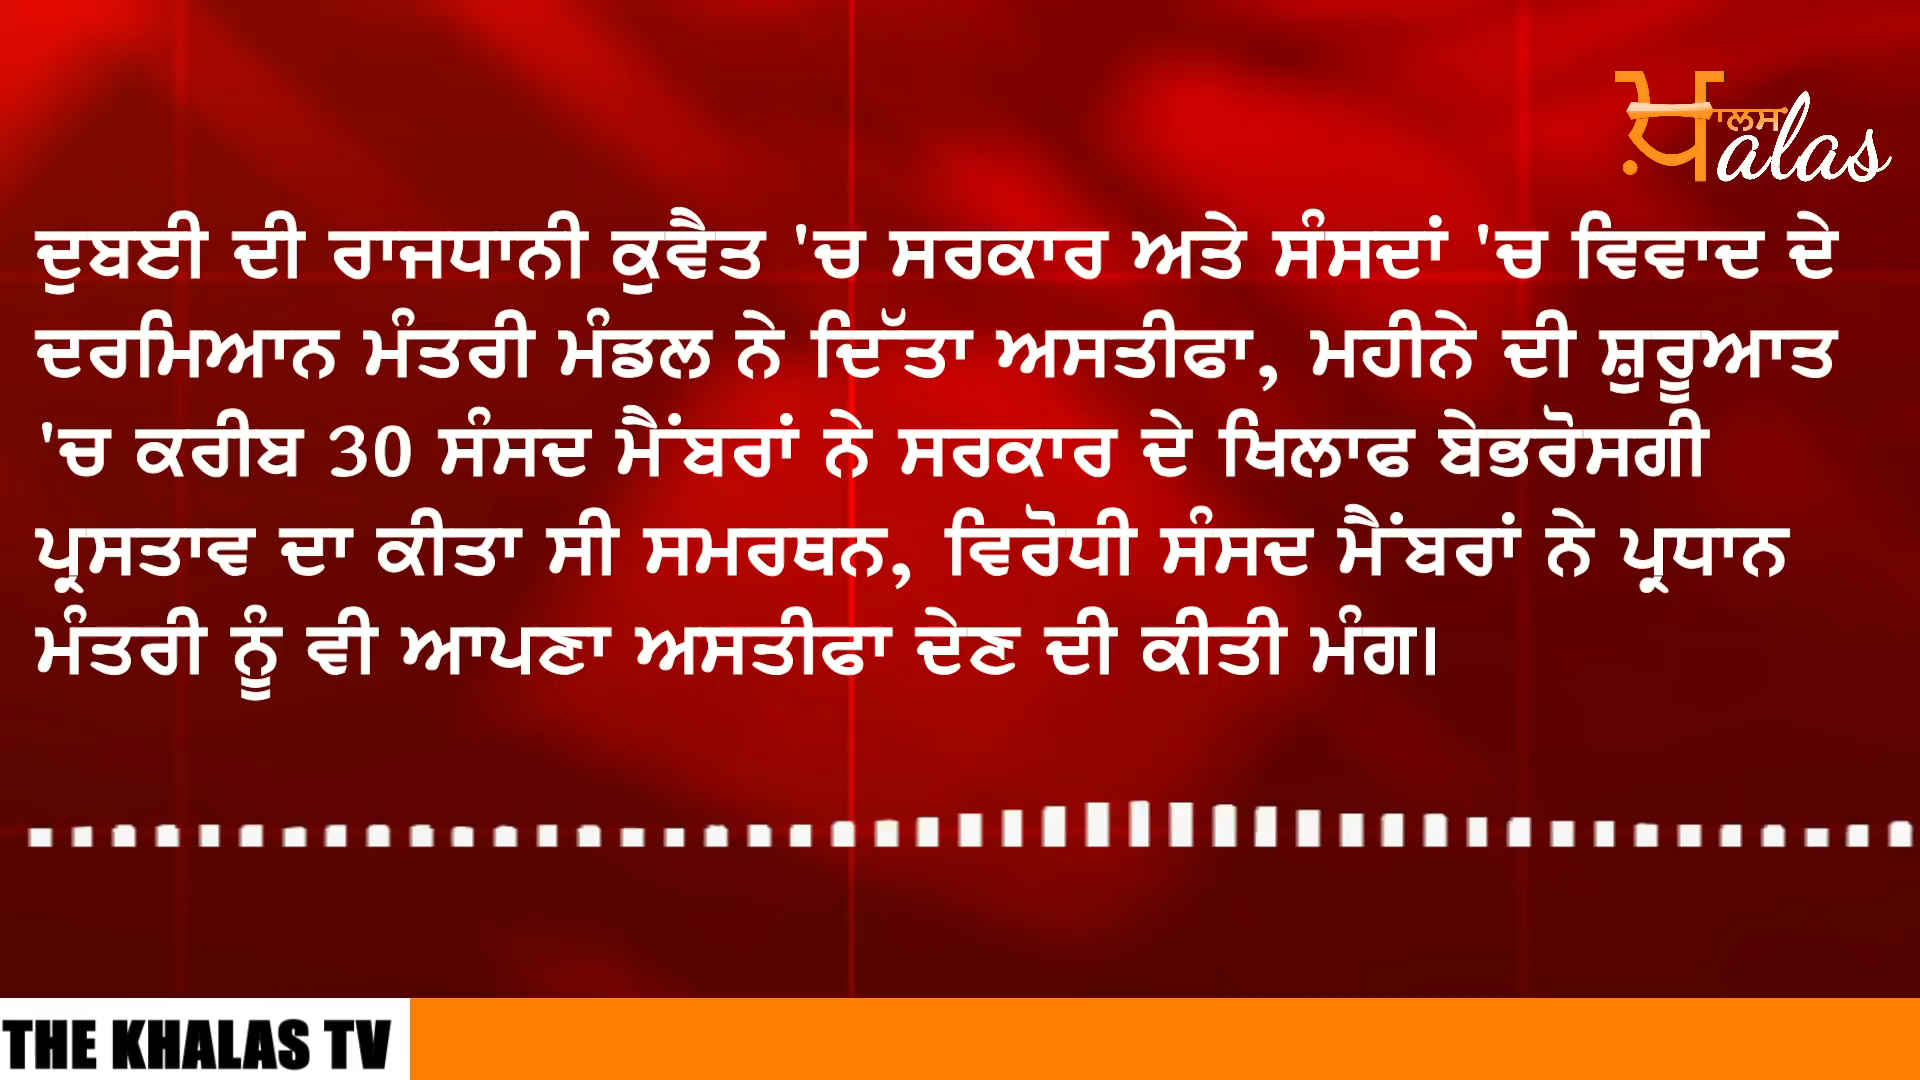 ਖ਼ਾਲਸ
alas
ਦੁਬਈ ਦੀ ਰਾਜਧਾਨੀ ਕੁਵੈਤ 'ਚ ਸਰਕਾਰ ਅਤੇ ਸੰਸਦਾਂ 'ਚ ਵਿਵਾਦ ਦੇ
ਦਰਮਿਆਨ ਮੰਤਰੀ ਮੰਡਲ ਨੇ ਦਿੱਤਾ ਅਸਤੀਫਾ, ਮਹੀਨੇ ਦੀ ਸ਼ੁਰੂਆਤ
'ਚ ਕਰੀਬ 30 ਸੰਸਦ ਮੈਂਬਰਾਂ ਨੇ ਸਰਕਾਰ ਦੇ ਖਿਲਾਫ ਬੇਭਰੋਸਗੀ
ਪ੍ਰਸਤਾਵ ਦਾ ਕੀਤਾ ਸੀ ਸਮਰਥਨ, ਵਿਰੋਧੀ ਸੰਸਦ ਮੈਂਬਰਾਂ ਨੇ ਪ੍ਰਧਾਨ
ਮੰਤਰੀ ਨੂੰ ਵੀ ਆਪਣਾ ਅਸਤੀਫਾ ਦੇਣ ਦੀ ਕੀਤੀ ਮੰਗ।
THE KHALAS TV